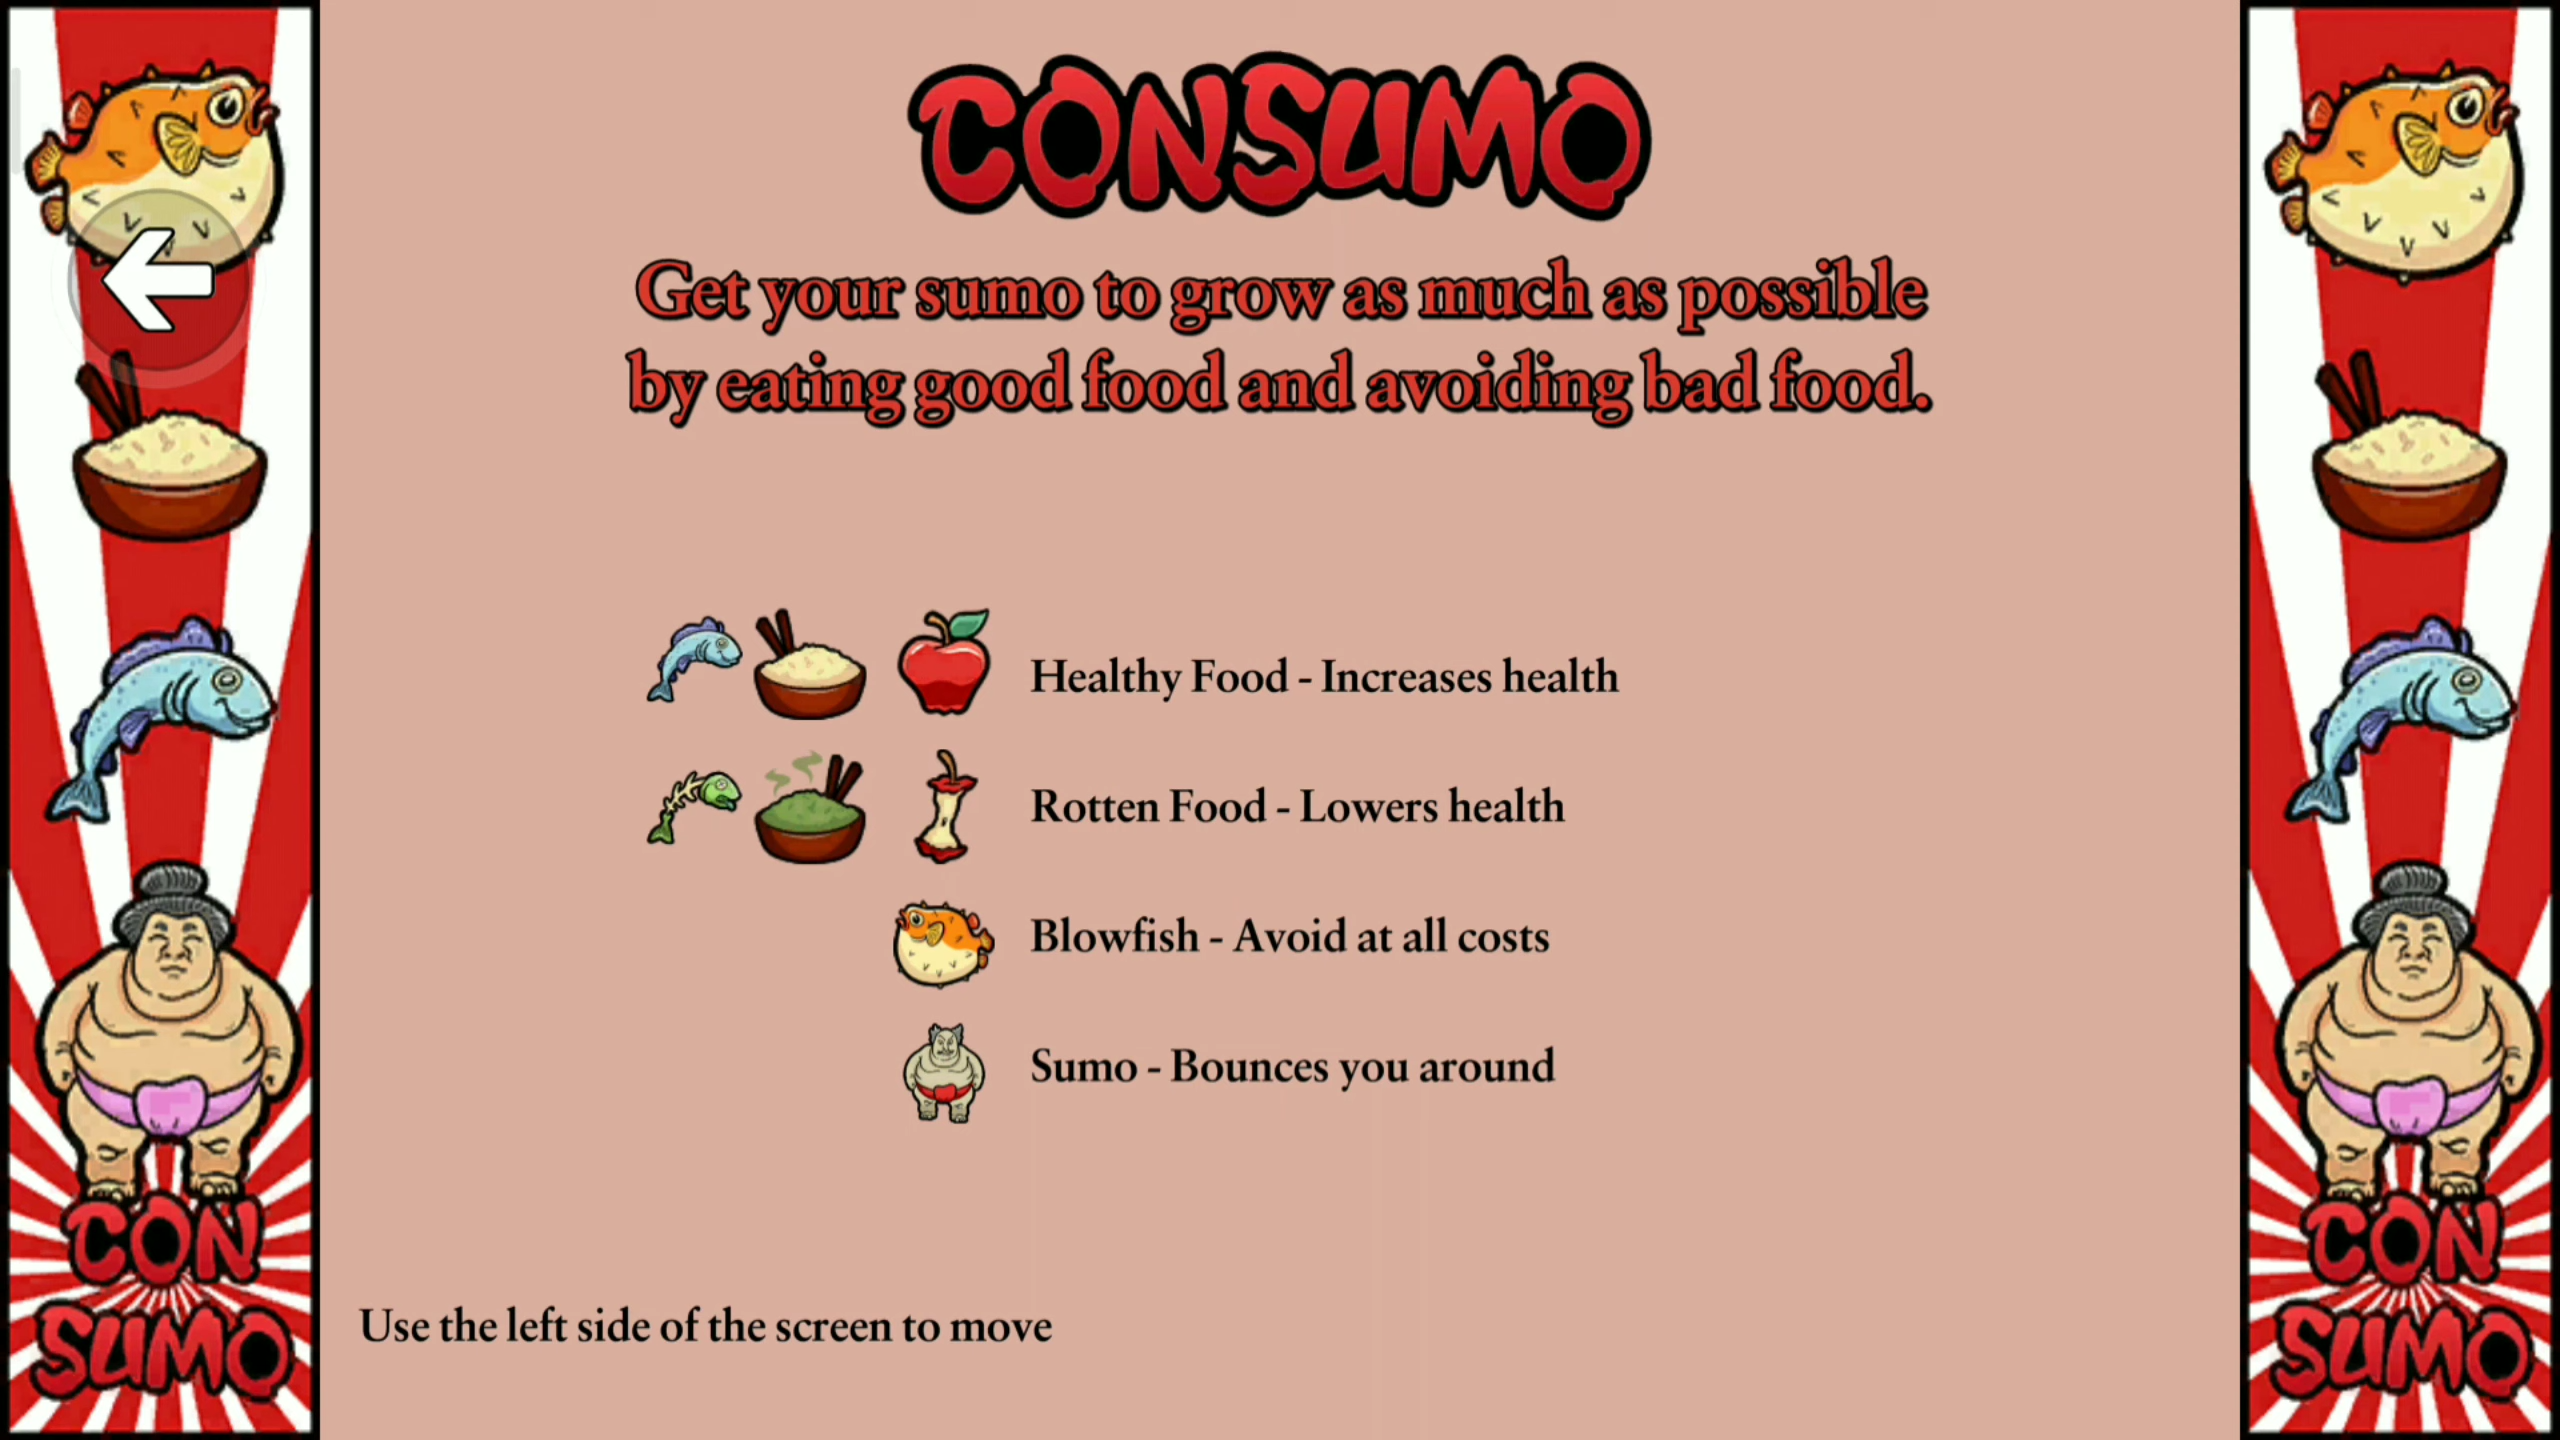 CONSUMO
Get your sumo to grow as much as possible
by eating good food and avoiding bad food.
Healthy Food - Increases health
Rotten Food - Lowers health
Blowfish - Avoid at all costs
Sumo - Bounces you around
Use the left side of the screen to move
CON
SUMO
CON
SUMO